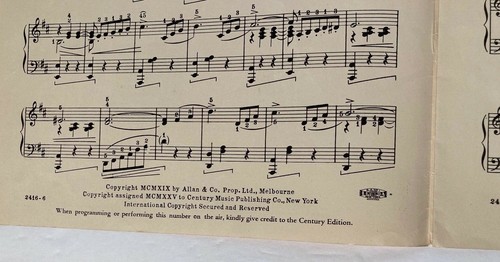 Copyright MCMXIX by Allan & Co. Prop. Ltd., Melbourne
Copyright assigned MCMXXV to Century Music Publishing Co., New York
International Copyright Secured and Reserved
2416-6
When programming or performing this number on the air, kindly give credit to the Century Edition.